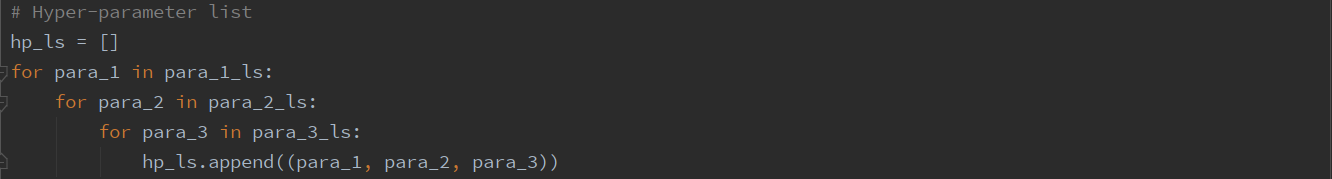 # Hyper-parameter list
hp_ls = []
for para_1 in para_1_ls:
    for para_2 in para_2_ls:
        for para_3 in para_3_ls:
            hp_ls.append((para_1, para_2, para_3))